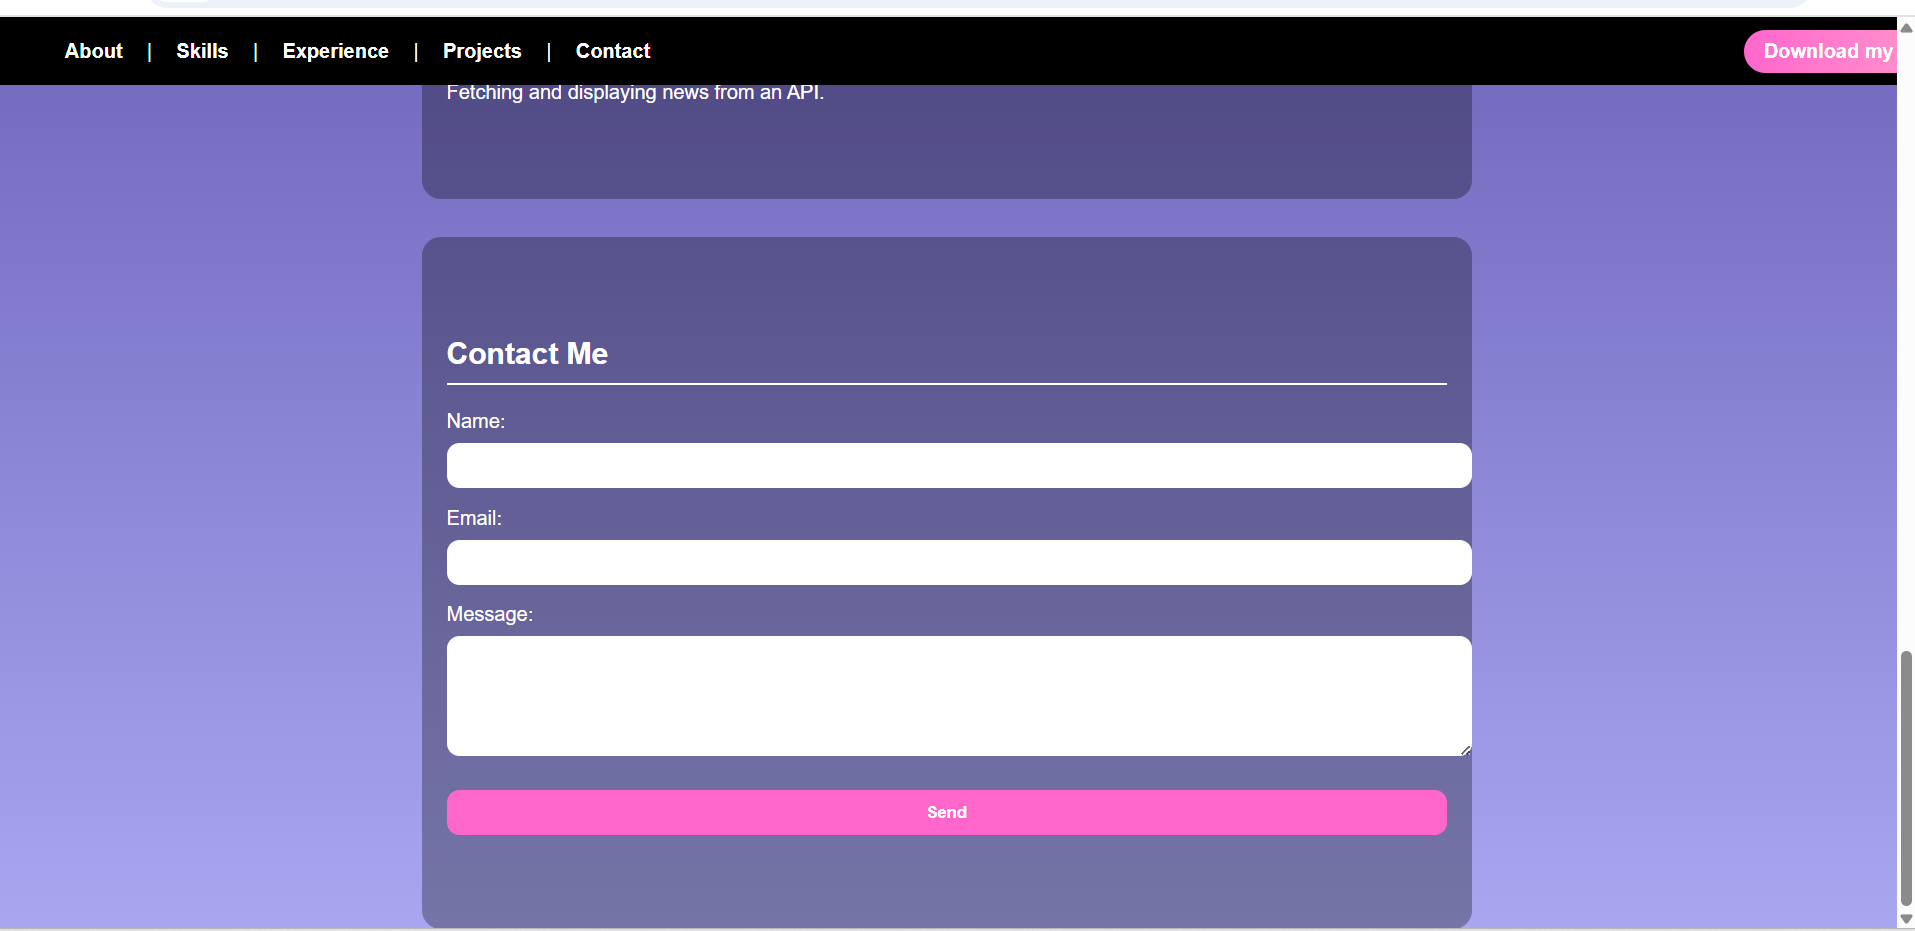 About | Skills | Experience | Projects | Contact
Download my
Fetching and displaying news from an API.
Contact Me
Name:
Email:
Message:
Send